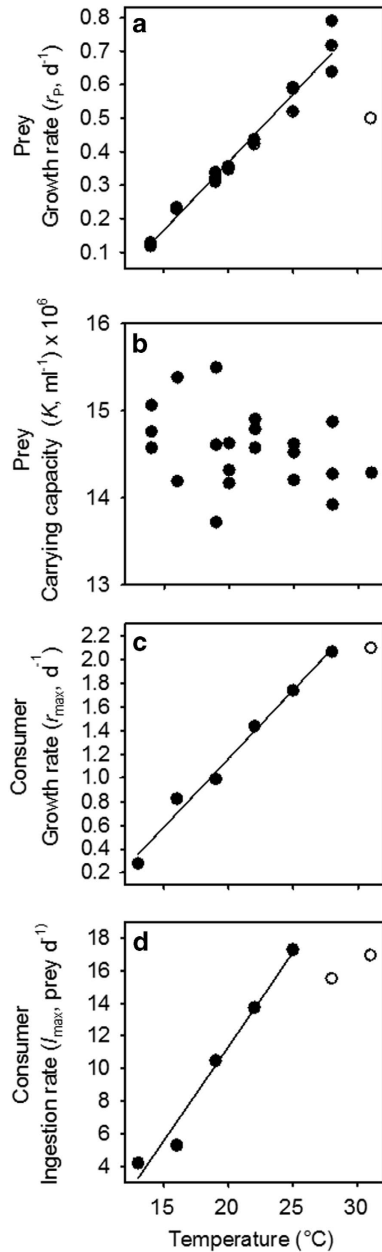 a
Prey
Growth rate (rP, d-1)
0.8
0.7
0.6
0.5
0.4
0.3
0.2
0.1
b
Prey
Carrying capacity (K, ml-1) x 10⁶
16
15
14
13
c
Consumer
Growth rate (rmax, d-1)
2.2
2.0
1.8
1.6
1.4
1.2
1.0
0.8
0.6
0.4
0.2
d
Consumer
Ingestion rate (Imax, prey d-1)
18
16
14
12
10
8
6
4
15 20 25 30
Temperature (°C)